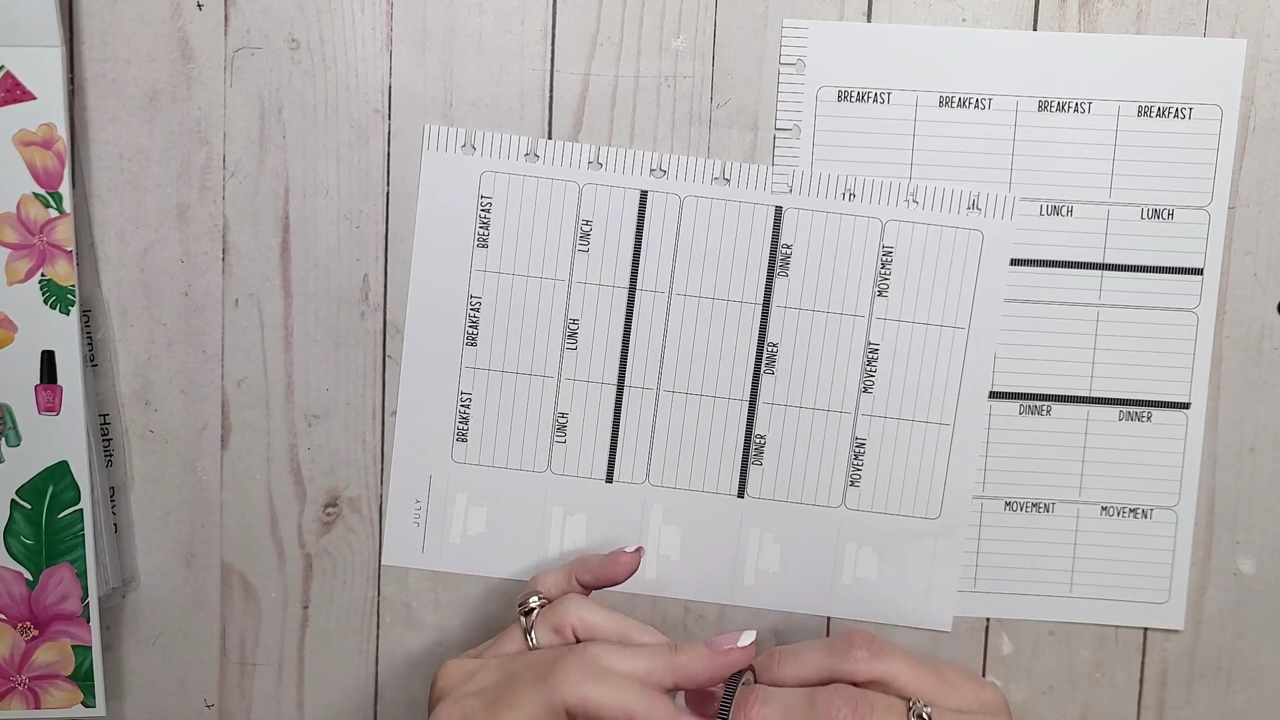 Journal
Habits
BREAKFAST BREAKFAST BREAKFAST
LUNCH LUNCH LUNCH
DINNER DINNER DINNER
MOVEMENT MOVEMENT MOVEMENT
JULY
BREAKFAST BREAKFAST BREAKFAST BREAKFAST
LUNCH LUNCH
DINNER DINNER
MOVEMENT MOVEMENT